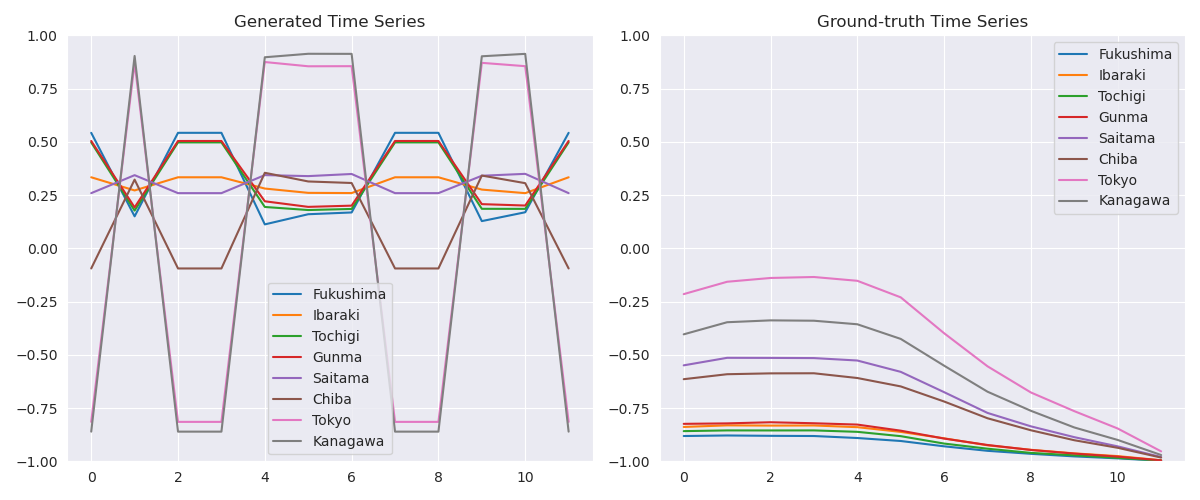 Generated Time Series
1.00
0.75
0.50
0.25
0.00
−0.25
−0.50
−0.75
−1.00
0 2 4 6 8 10
Fukushima
Ibaraki
Tochigi
Gunma
Saitama
Chiba
Tokyo
Kanagawa
Ground-truth Time Series
1.00
0.75
0.50
0.25
0.00
−0.25
−0.50
−0.75
−1.00
0 2 4 6 8 10
Fukushima
Ibaraki
Tochigi
Gunma
Saitama
Chiba
Tokyo
Kanagawa